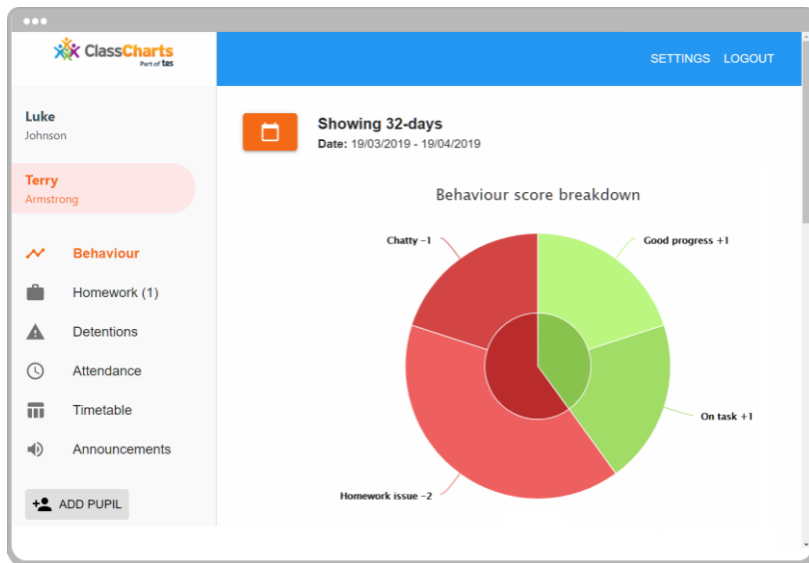 ClassCharts
Part of tes
SETTINGS LOGOUT
Luke
Johnson
Terry
Armstrong
Behaviour
Homework (1)
Detentions
Attendance
Timetable
Announcements
ADD PUPIL
Showing 32-days
Date: 19/03/2019 - 19/04/2019
Behaviour score breakdown
Chatty -1
Good progress +1
On task +1
Homework issue -2